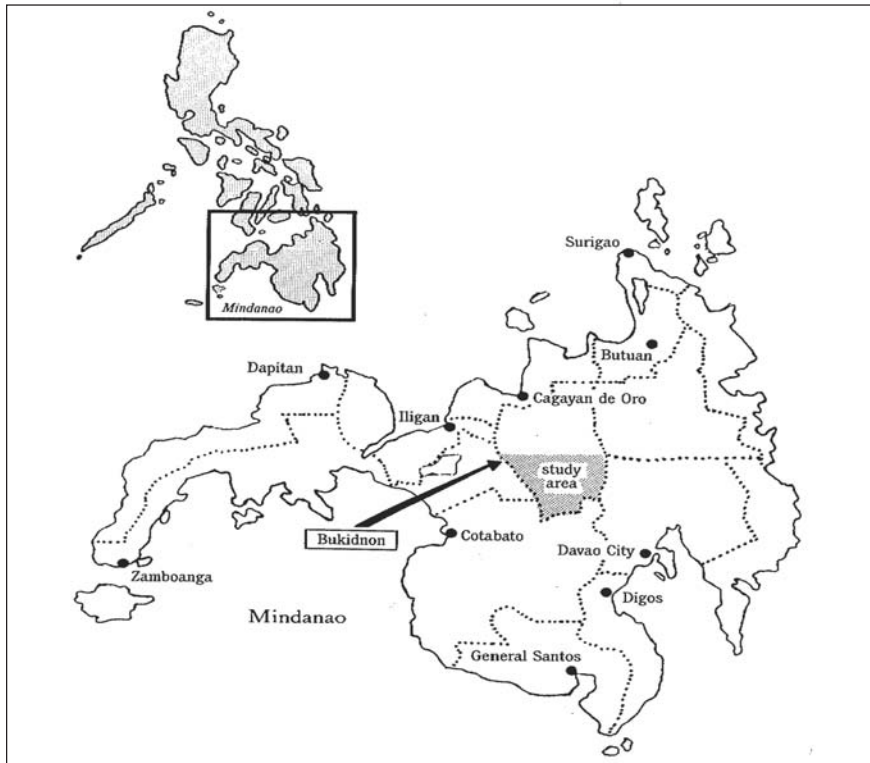 Mindanao
Surigao
Butuan
Dapitan
Cagayan de Oro
Iligan
study
area
Bukidnon
Cotabato
Davao City
Zamboanga
Digos
Mindanao
General Santos